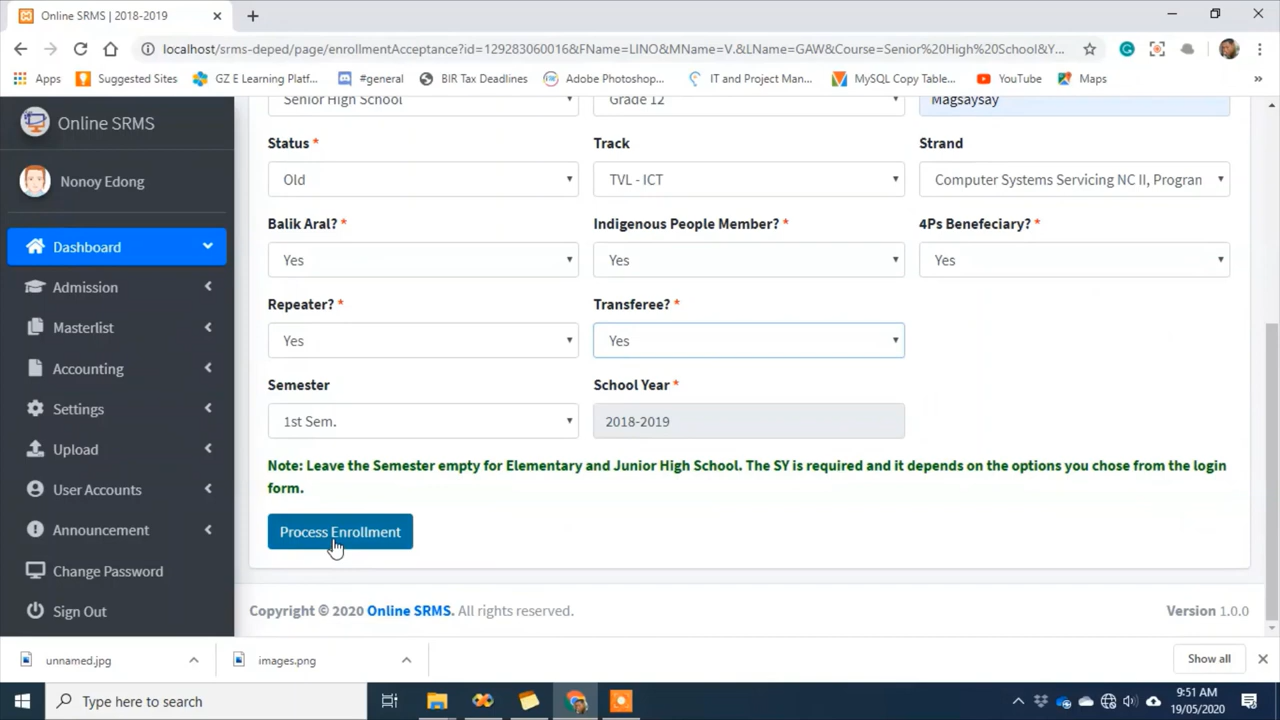 Online SRMS | 2018-2019
localhost/srms-deped/page/enrollmentAcceptance?id=129283060016&FName=LINO&MName=V.&LName=GAW&Course=Senior%20High%20School&Y...
Apps Suggested Sites GZ E Learning Platf... #general BIR Tax Deadlines Adobe Photoshop... IT and Project Man... MySQL Copy Table... YouTube Maps »
Online SRMS
Nonoy Edong
Dashboard
Admission
Masterlist
Accounting
Settings
Upload
User Accounts
Announcement
Change Password
Sign Out
Senior High School Grade 12 Magsaysay
Status * Track Strand
Old TVL - ICT Computer Systems Servicing NC II, Program
Balik Aral? * Indigenous People Member? * 4Ps Benefeciary? *
Yes Yes Yes
Repeater? * Transferee? *
Yes Yes
Semester School Year *
1st Sem. 2018-2019
Note: Leave the Semester empty for Elementary and Junior High School. The SY is required and it depends on the options you chose from the login
form.
Process Enrollment
Copyright © 2020 Online SRMS. All rights reserved. Version 1.0.0
unnamed.jpg images.png Show all
Type here to search
9:51 AM
19/05/2020